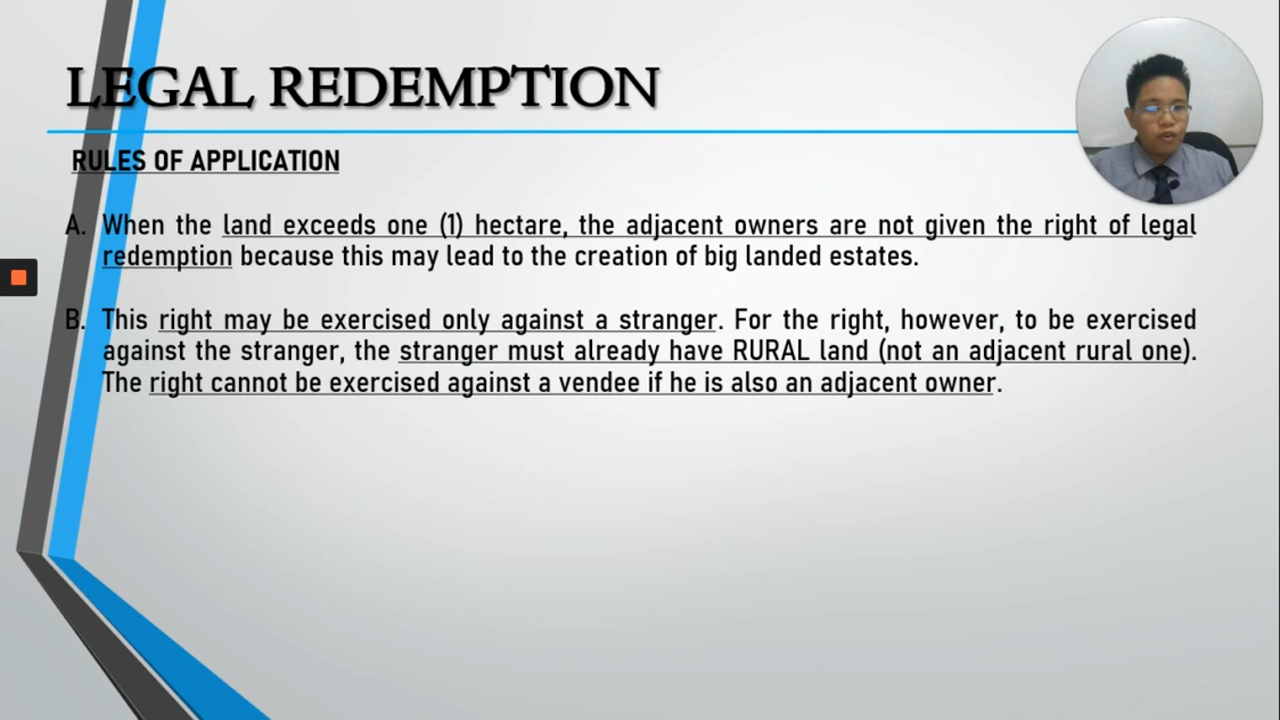 LEGAL REDEMPTION
RULES OF APPLICATION
A. When the land exceeds one (1) hectare, the adjacent owners are not given the right of legal
redemption because this may lead to the creation of big landed estates.
B. This right may be exercised only against a stranger. For the right, however, to be exercised
against the stranger, the stranger must already have RURAL land (not an adjacent rural one).
The right cannot be exercised against a vendee if he is also an adjacent owner.